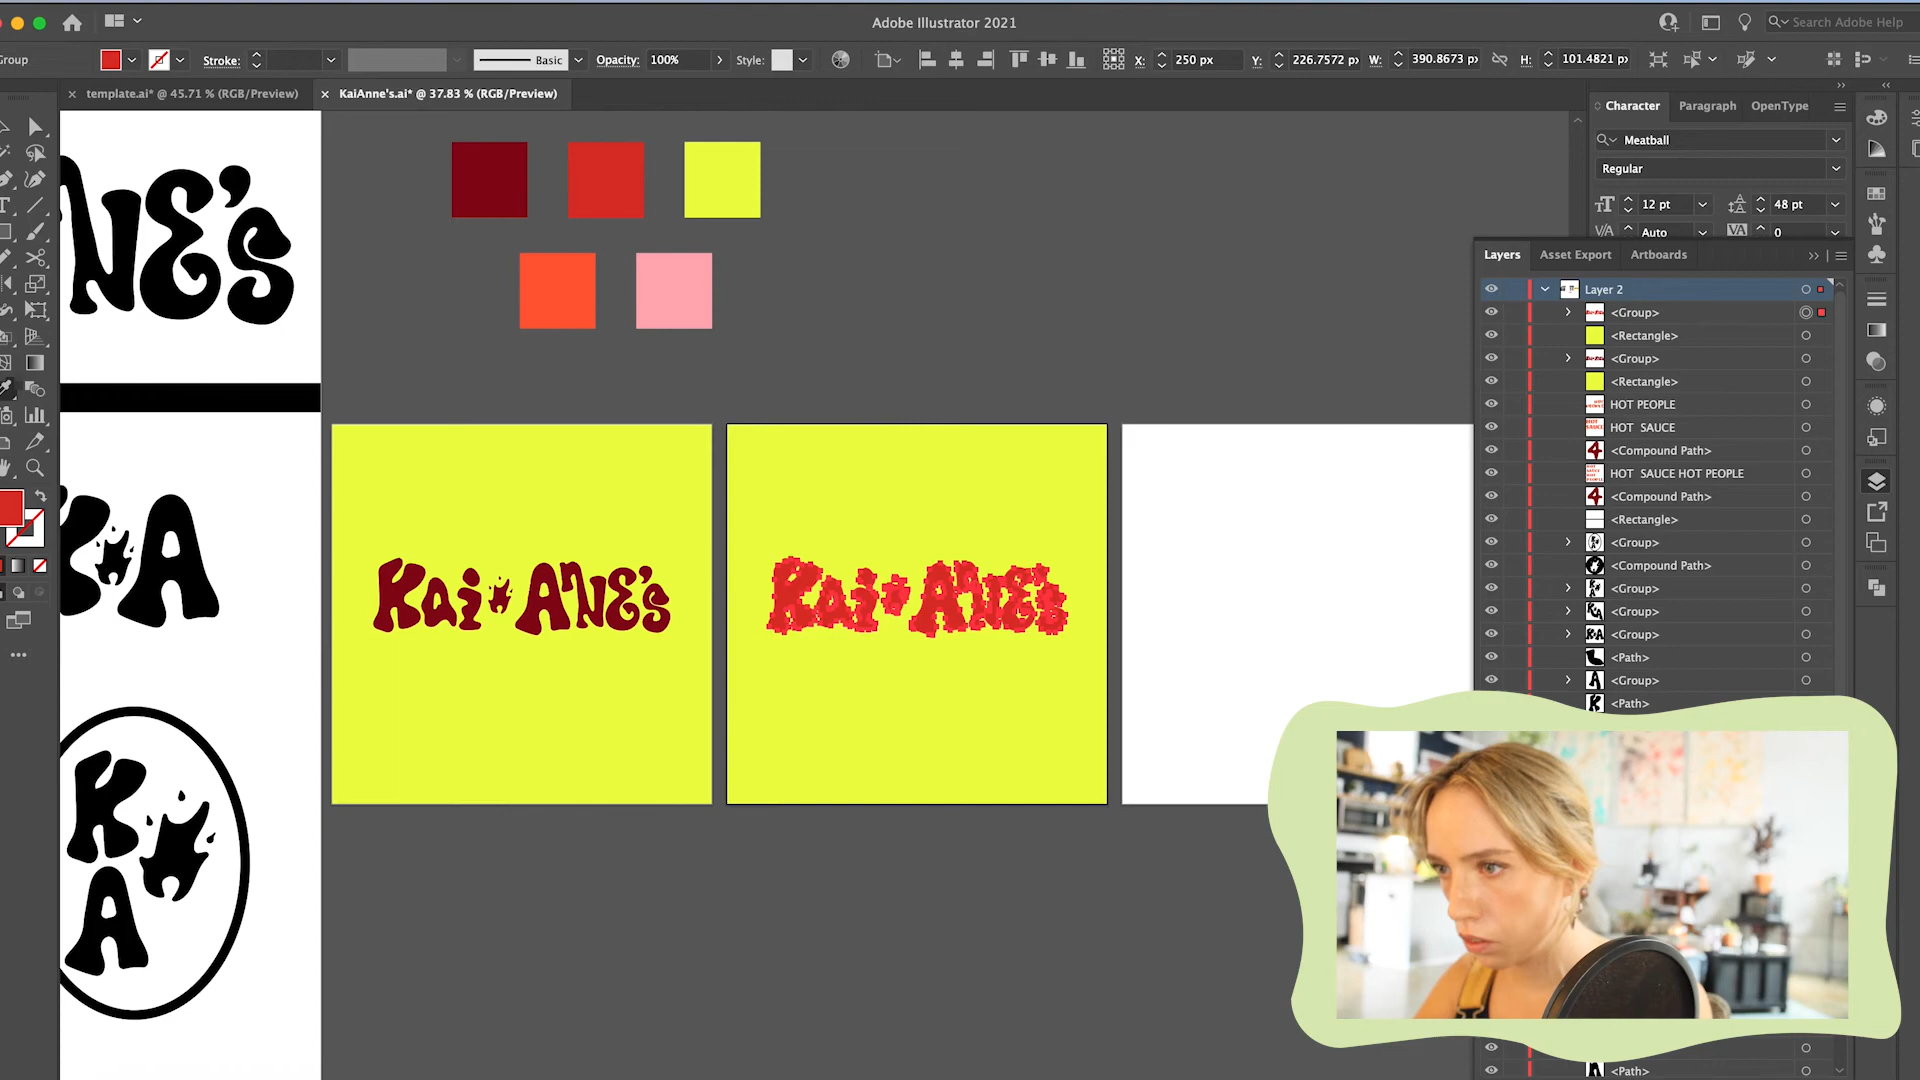 Adobe Illustrator 2021
Search Adobe Help
Group
Stroke:
Basic
Opacity: 100%
Style:
X: 250 px
Y: 226.7572 px
W: 390.8673 px
H: 101.4821 px
template.ai* @ 45.71 % (RGB/Preview)
KaiAnne's.ai* @ 37.83 % (RGB/Preview)
Character Paragraph OpenType
Meatball
Regular
12 pt
48 pt
Auto
0
Layers Asset Export Artboards
Layer 2
<Group>
<Rectangle>
<Group>
<Rectangle>
HOT PEOPLE
HOT SAUCE
<Compound Path>
HOT SAUCE HOT PEOPLE
<Compound Path>
<Rectangle>
<Group>
<Compound Path>
<Group>
<Group>
<Group>
<Path>
<Group>
<Path>
<Path>
NE's
K A
K
A
Kai ANE's
Kai ANE's